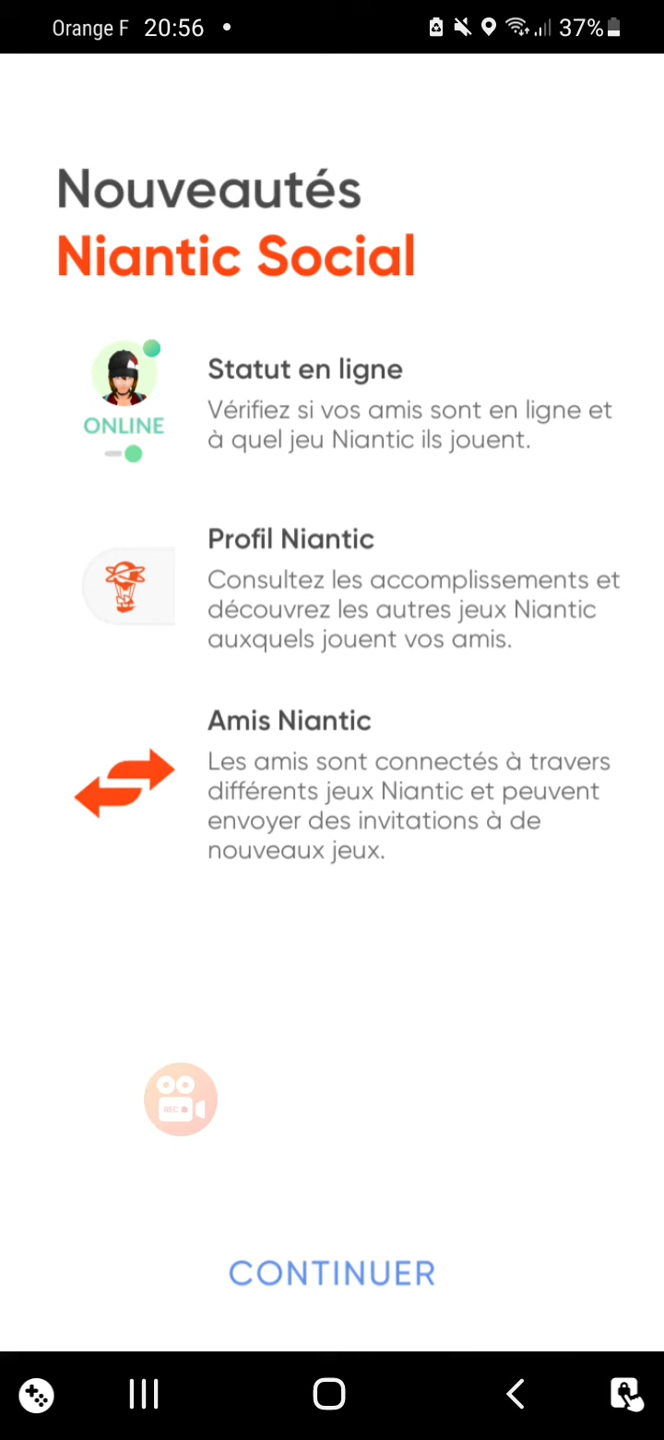 Orange F 20:56 37%
Nouveautés
Niantic Social
ONLINE
Statut en ligne
Vérifiez si vos amis sont en ligne et
à quel jeu Niantic ils jouent.
Profil Niantic
Consultez les accomplissements et
découvrez les autres jeux Niantic
auxquels jouent vos amis.
Amis Niantic
Les amis sont connectés à travers
différents jeux Niantic et peuvent
envoyer des invitations à de
nouveaux jeux.
REC
CONTINUER